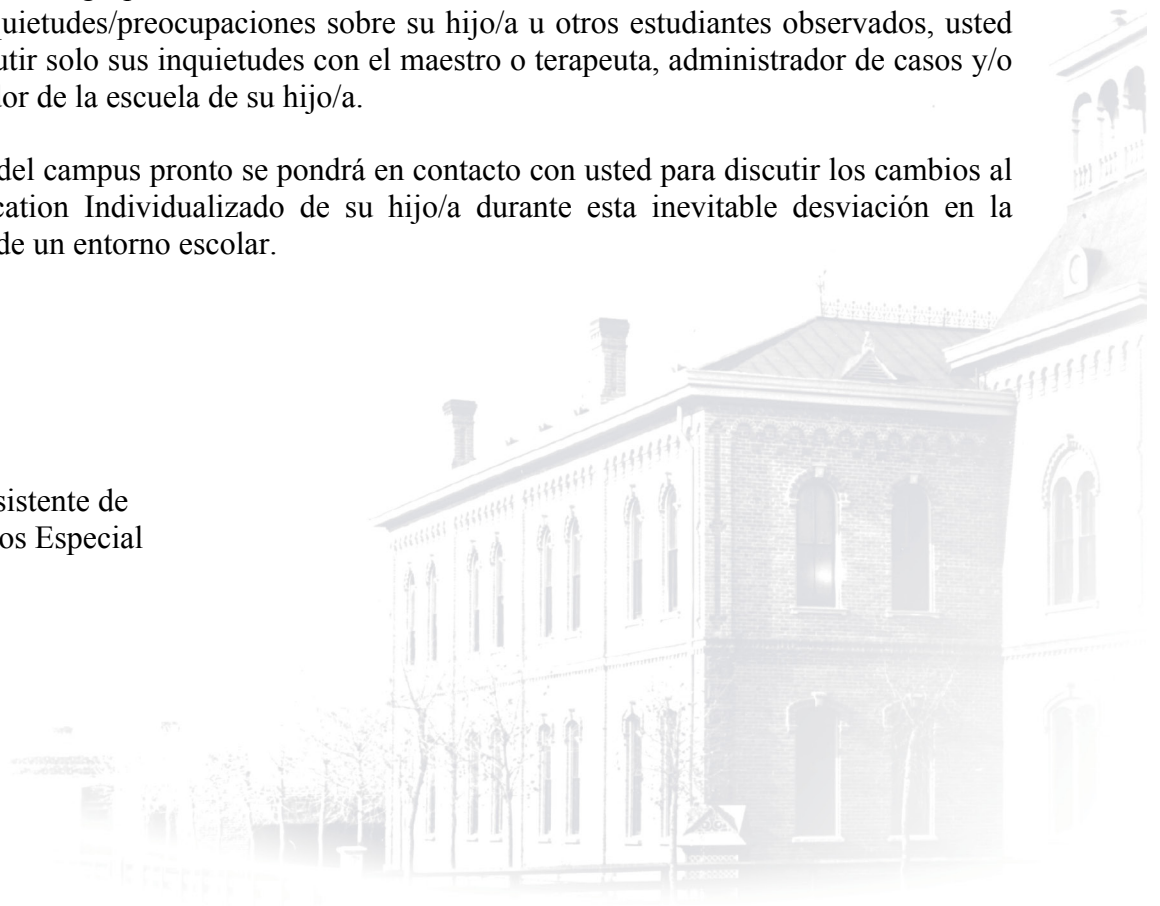 quietudes/preocupaciones sobre su hijo/a u otros estudiantes observados, usted
utir solo sus inquietudes con el maestro o terapeuta, administrador de casos y/o
dor de la escuela de su hijo/a.
del campus pronto se pondrá en contacto con usted para discutir los cambios al
cation Individualizado de su hijo/a durante esta inevitable desviación en la
de un entorno escolar.
sistente de
os Especial